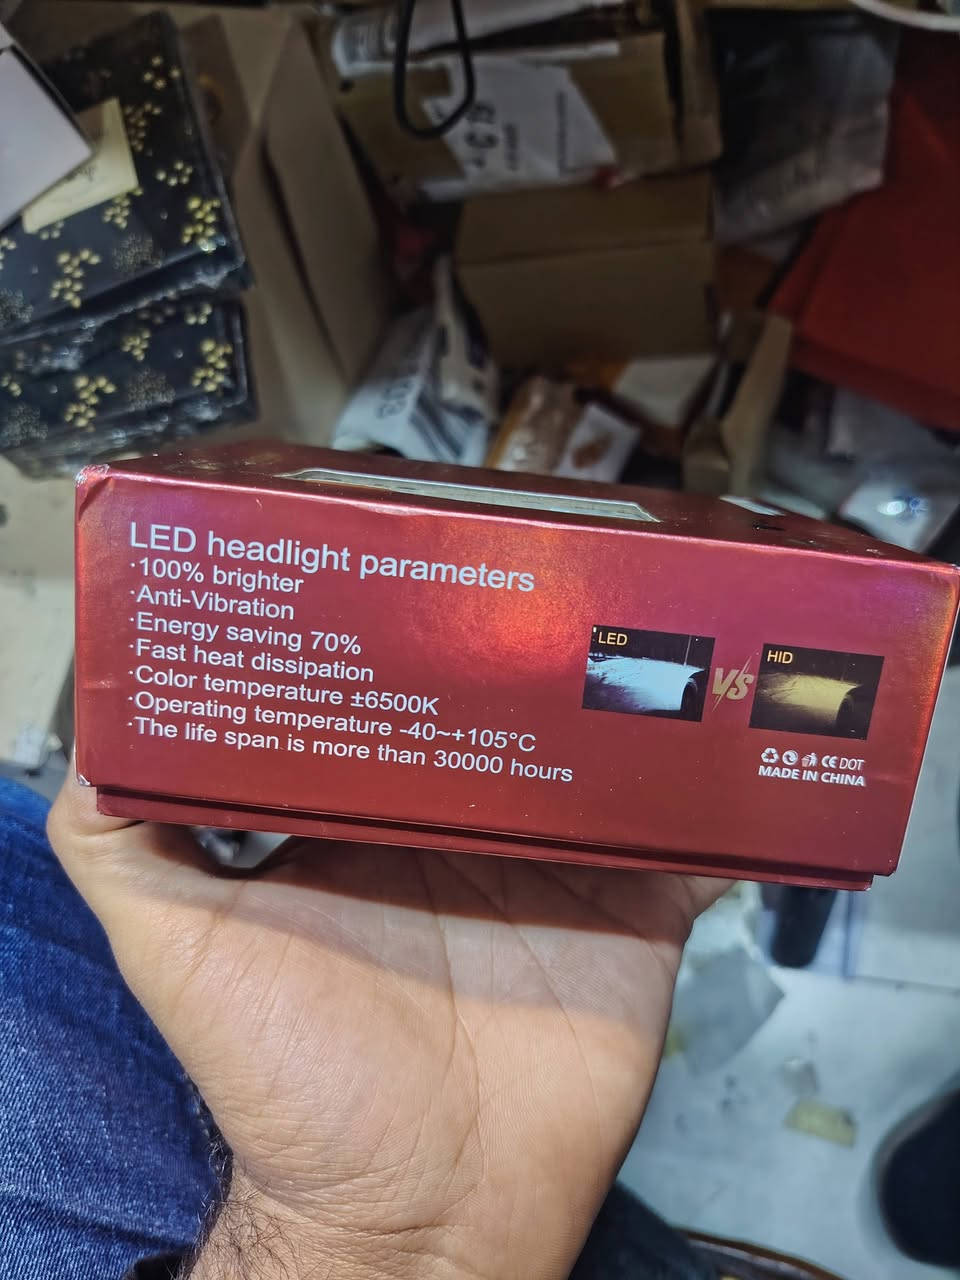 LED headlight parameters
·100% brighter
·Anti-Vibration
·Energy saving 70%
·Fast heat dissipation
·Color temperature ±6500K
·Operating temperature -40~+105°C
·The life span is more than 30000 hours
LED
VS
HID
CE DOT
MADE IN CHINA